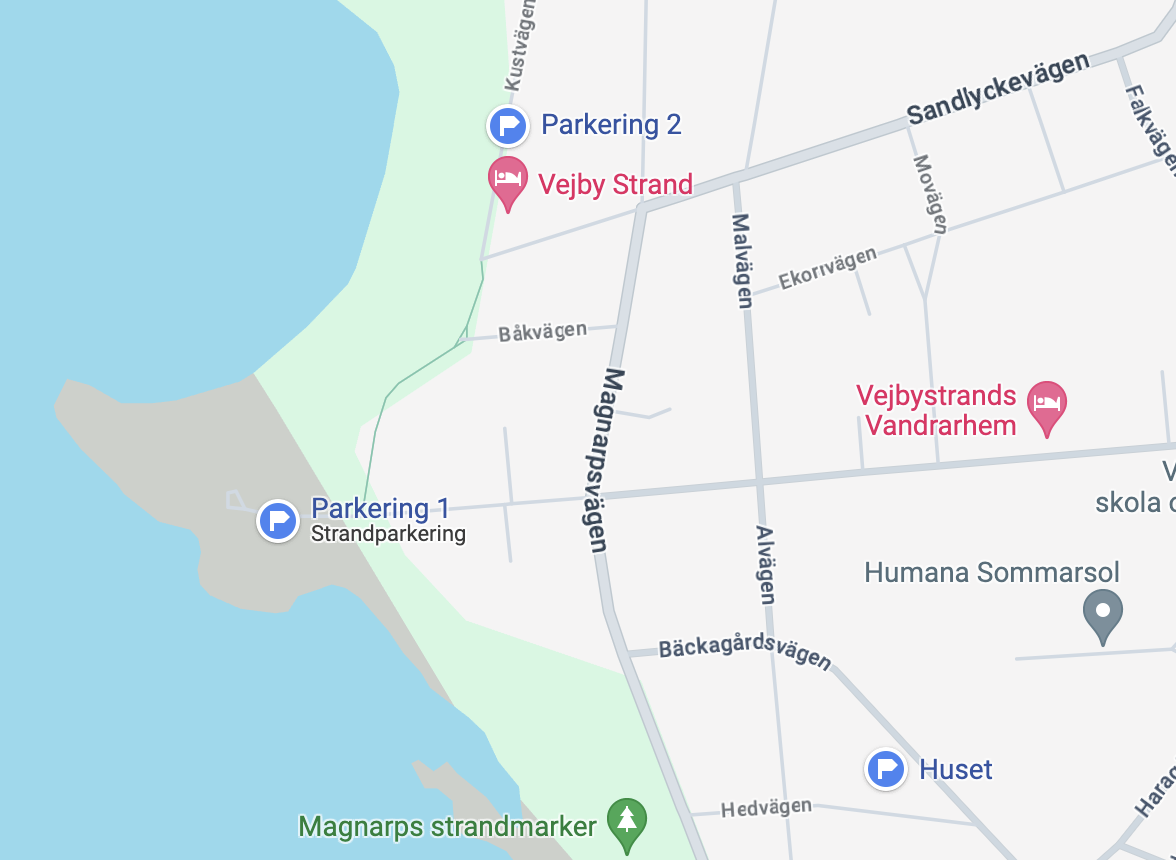 Kustvägen
Sandlyckevägen
Falkvägen
Parkering 2
Vejby Strand
Movägen
Malvägen
Ekorrvägen
Båkvägen
Magnarpsvägen
Vejbystrands
Vandrarhem
V
skola
Parkering 1
Strandparkering
Alvägen
Humana Sommarsol
Bäckagårdsvägen
Huset
Hedvägen
Magnarps strandmarker